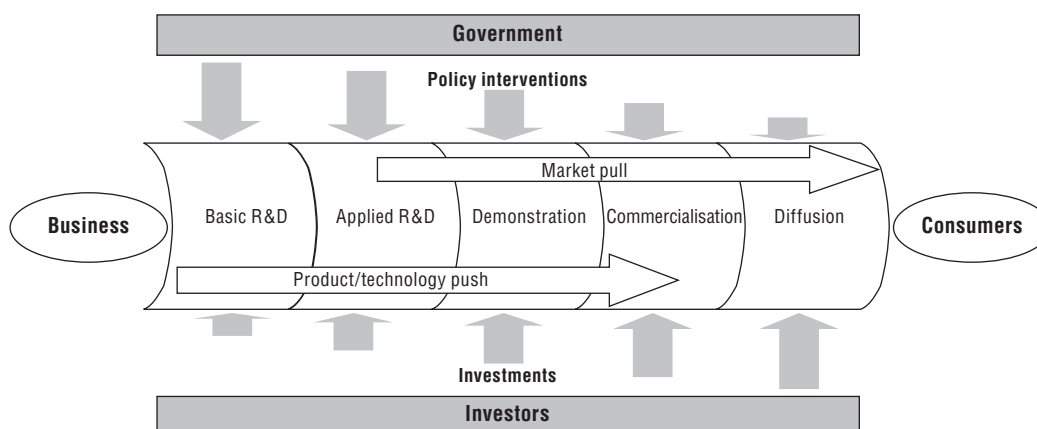 Government
Policy interventions
Market pull
Business
Basic R&D
Applied R&D
Demonstration
Commercialisation
Diffusion
Consumers
Product/technology push
Investments
Investors